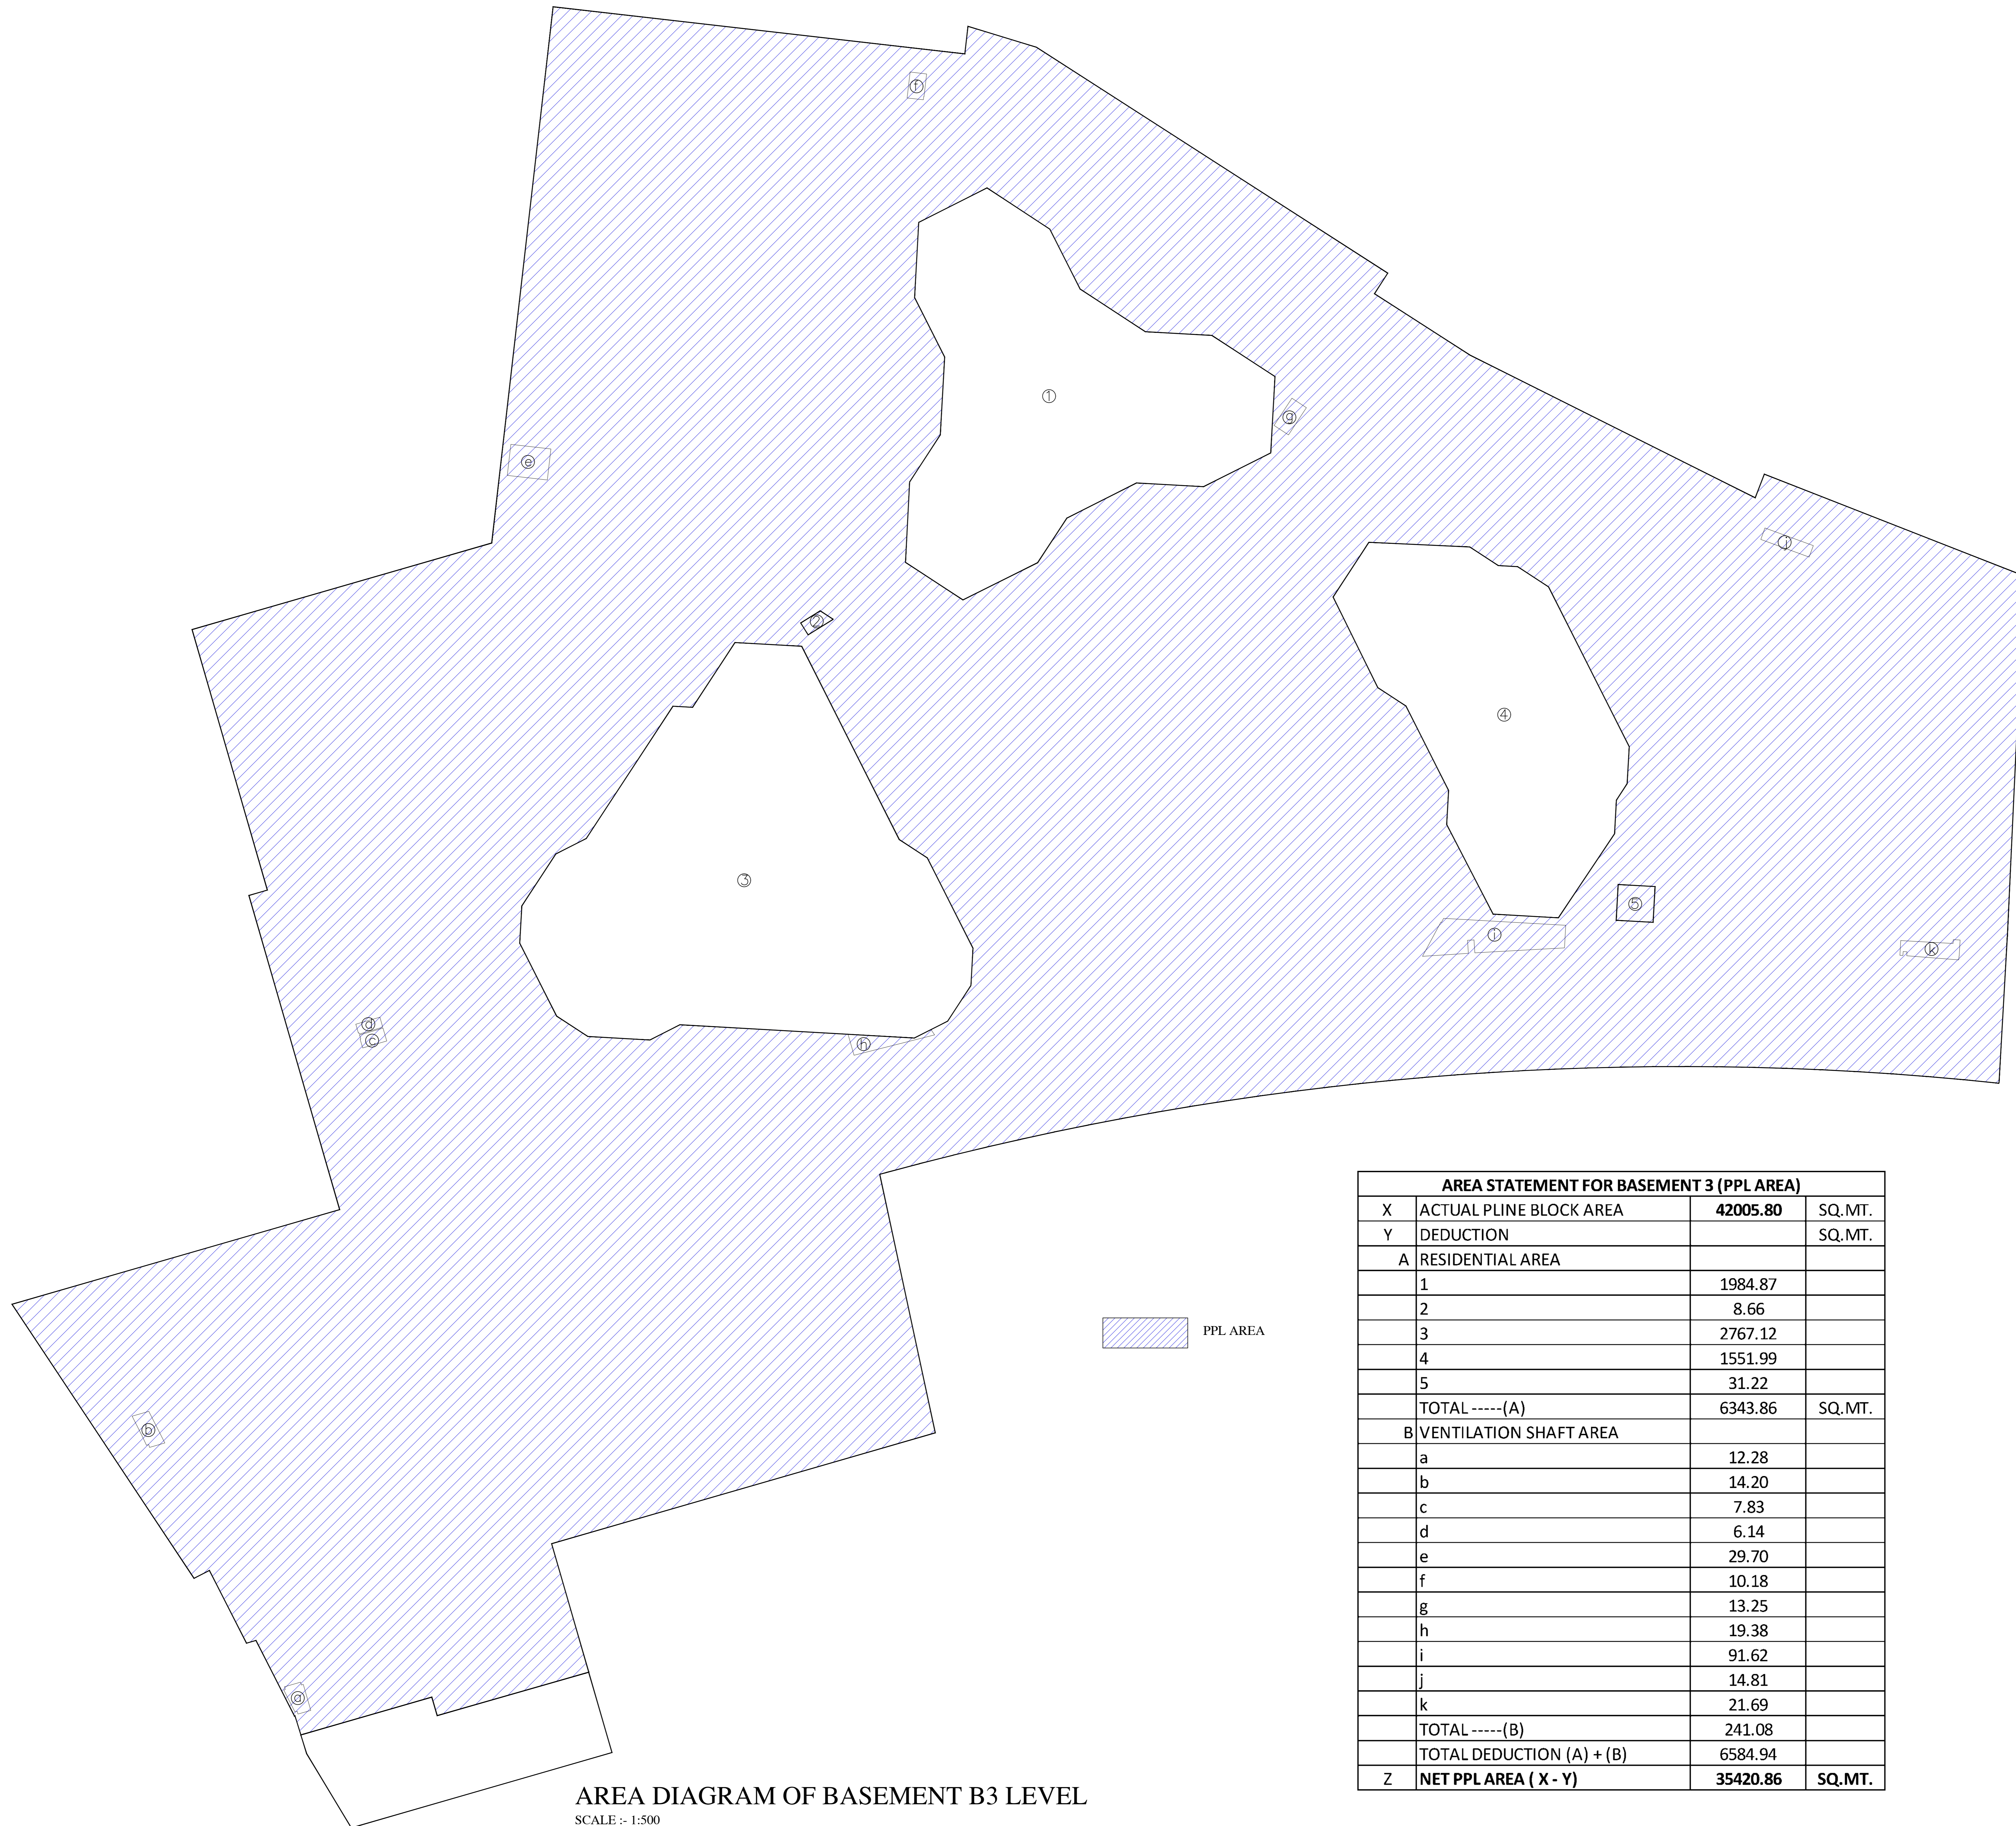 f
1
g
e
j
2
4
3
5
i
k
d
c
h
b
a
PPL AREA
AREA STATEMENT FOR BASEMENT 3 (PPL AREA)
X ACTUAL PLINE BLOCK AREA 42005.80 SQ.MT.
Y DEDUCTION SQ.MT.
A RESIDENTIAL AREA
1 1984.87
2 8.66
3 2767.12
4 1551.99
5 31.22
TOTAL -----(A) 6343.86 SQ.MT.
B VENTILATION SHAFT AREA
a 12.28
b 14.20
c 7.83
d 6.14
e 29.70
f 10.18
g 13.25
h 19.38
i 91.62
j 14.81
k 21.69
TOTAL -----(B) 241.08
TOTAL DEDUCTION (A) + (B) 6584.94
Z NET PPL AREA ( X - Y) 35420.86 SQ.MT.
AREA DIAGRAM OF BASEMENT B3 LEVEL
SCALE :- 1:500